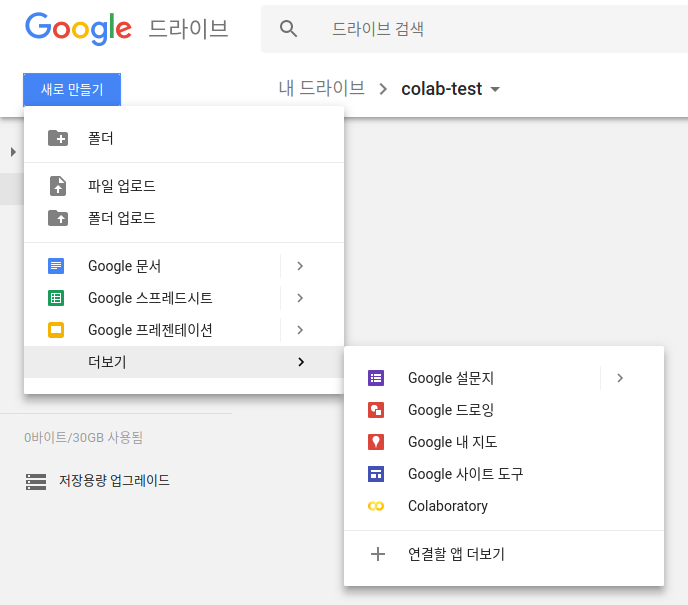 Google 드라이브
드라이브 검색
새로 만들기
내 드라이브 > colab-test
폴더
파일 업로드
폴더 업로드
Google 문서
Google 스프레드시트
Google 프레젠테이션
더보기
Google 설문지
Google 드로잉
Google 내 지도
Google 사이트 도구
Colaboratory
연결할 앱 더보기
0바이트/30GB 사용됨
저장용량 업그레이드